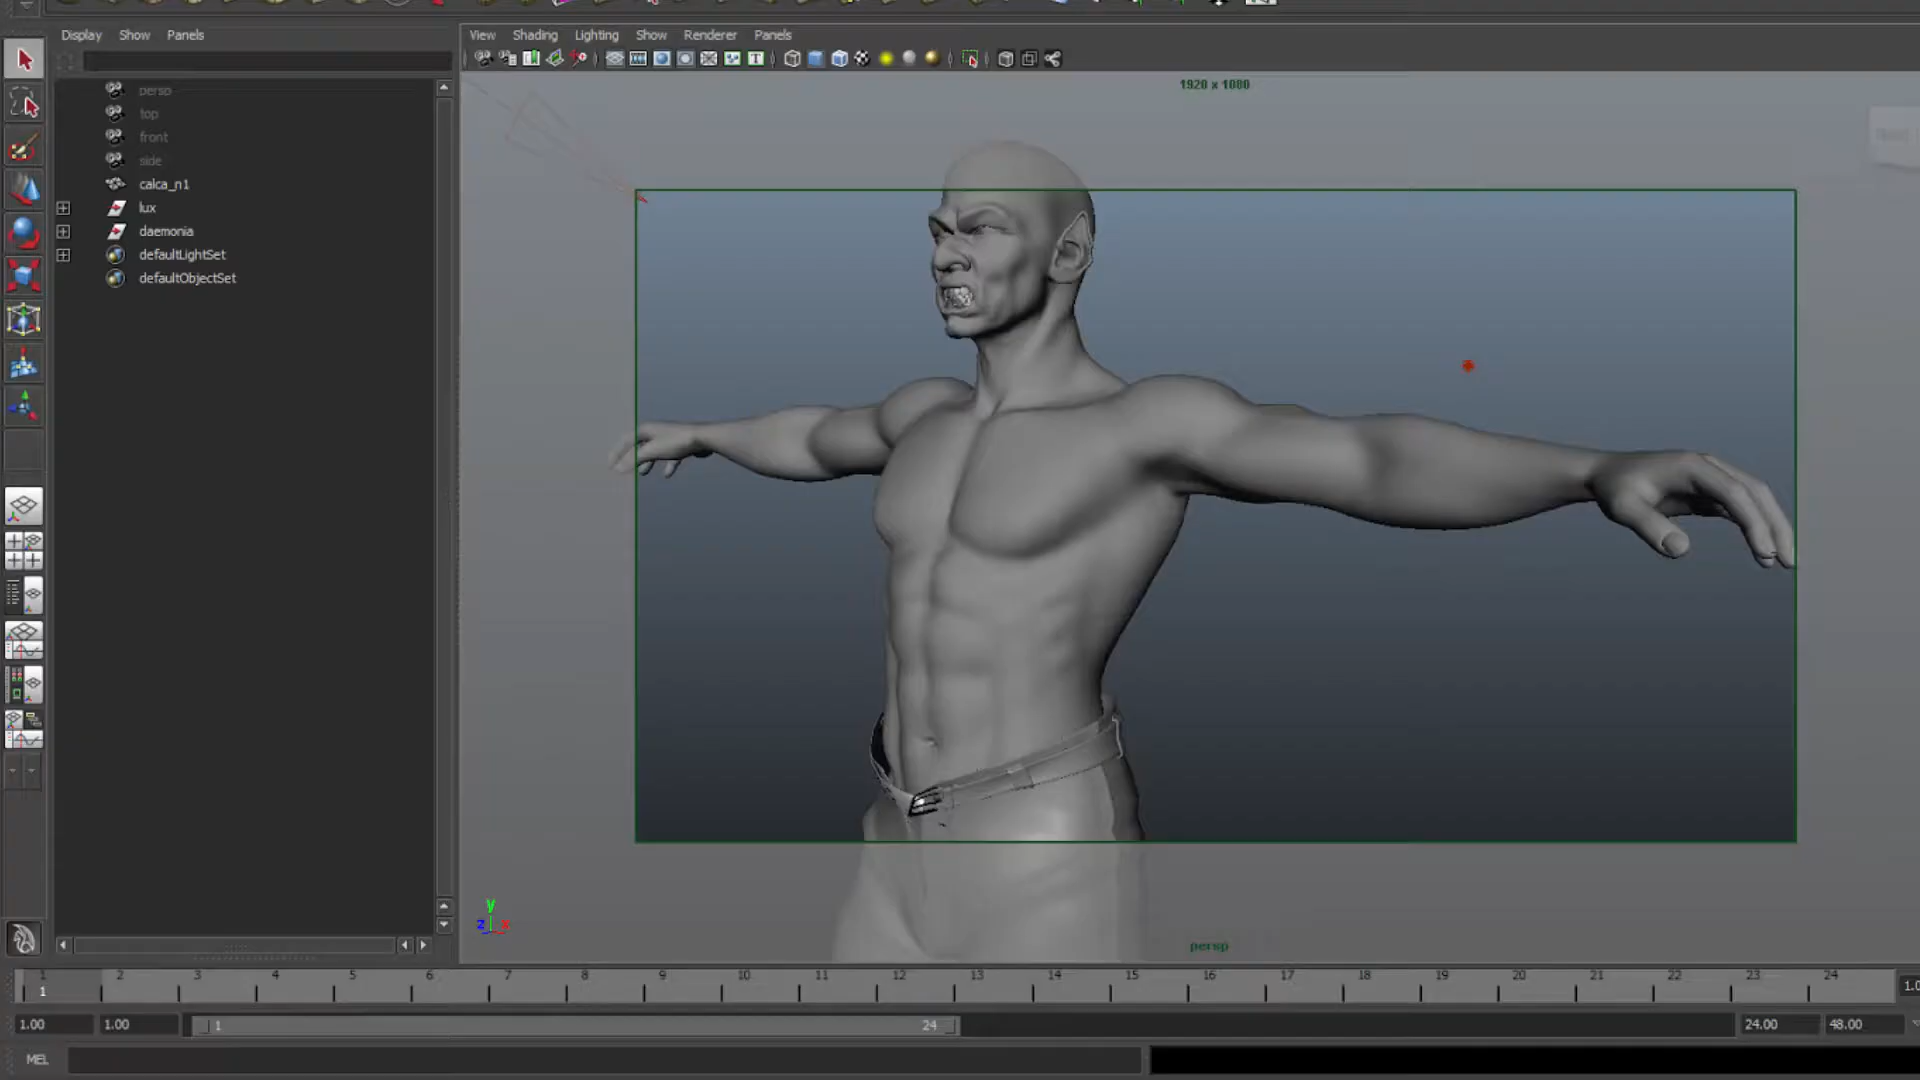 Display Show Panels
View Shading Lighting Show Renderer Panels
1920 x 1080
persp
top
front
side
calca_n1
lux
daemonia
defaultLightSet
defaultObjectSet
T
y
z x
persp
1 2 3 4 5 6 7 8 9 10 11 12 13 14 15 16 17 18 19 20 21 22 23 24
1
1.00 1.00 1 24 24.00 48.00
MEL